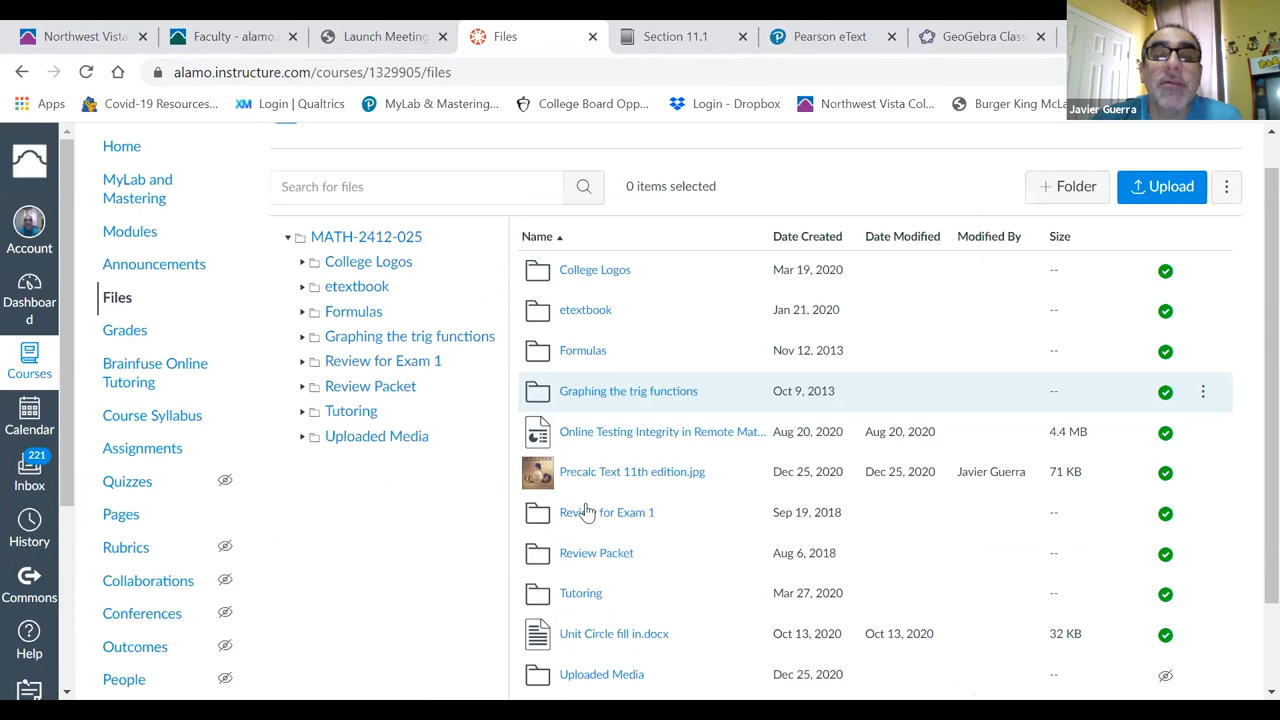 Northwest Vista
Faculty - alamo.
Launch Meeting
Files
Section 11.1
Pearson eText
GeoGebra Clas
alamo.instructure.com/courses/1329905/files
Apps
Covid-19 Resources...
XM Login | Qualtrics
MyLab & Mastering...
College Board Opp...
Login - Dropbox
Northwest Vista Col...
Burger King McLa
Javier Guerra
Account
Dashboar
d
Courses
Calendar
221
Inbox
History
Commons
Help
Home
MyLab and
Mastering
Modules
Announcements
Files
Grades
Brainfuse Online
Tutoring
Course Syllabus
Assignments
Quizzes
Pages
Rubrics
Collaborations
Conferences
Outcomes
People
Search for files
0 items selected
+ Folder
Upload
MATH-2412-025
College Logos
etextbook
Formulas
Graphing the trig functions
Review for Exam 1
Review Packet
Tutoring
Uploaded Media
Name Date Created Date Modified Modified By Size
College Logos Mar 19, 2020 --
etextbook Jan 21, 2020 --
Formulas Nov 12, 2013 --
Graphing the trig functions Oct 9, 2013 --
Online Testing Integrity in Remote Mat... Aug 20, 2020 Aug 20, 2020 4.4 MB
Precalc Text 11th edition.jpg Dec 25, 2020 Dec 25, 2020 Javier Guerra 71 KB
Review for Exam 1 Sep 19, 2018 --
Review Packet Aug 6, 2018 --
Tutoring Mar 27, 2020 --
Unit Circle fill in.docx Oct 13, 2020 Oct 13, 2020 32 KB
Uploaded Media Dec 25, 2020 --